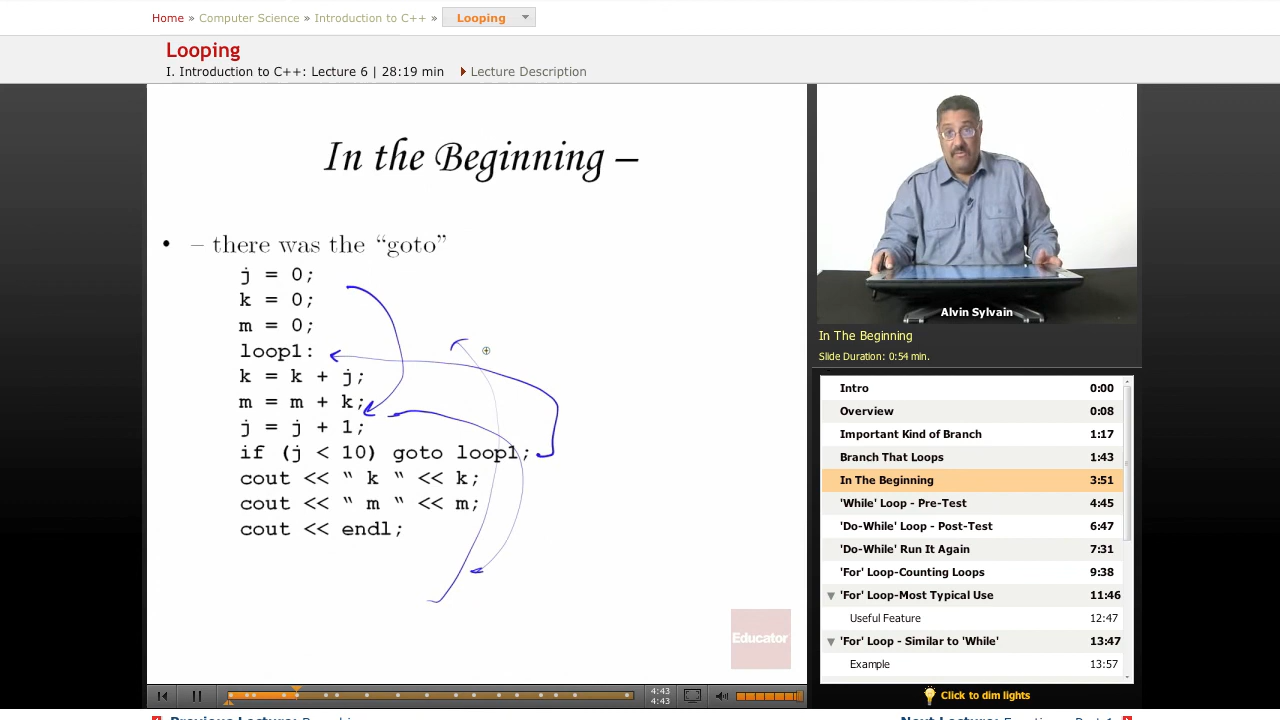 Home » Computer Science » Introduction to C++ » Looping
Looping
I. Introduction to C++: Lecture 6 | 28:19 min Lecture Description
In the Beginning –
• – there was the “goto”
j = 0;
k = 0;
m = 0;
loop1:
k = k + j;
m = m + k;
j = j + 1;
if (j < 10) goto loop1;
cout << “ k “ << k;
cout << “ m “ << m;
cout << endl;
Educator
4:43
4:43
Alvin Sylvain
In The Beginning
Slide Duration: 0:54 min.
Intro 0:00
Overview 0:08
Important Kind of Branch 1:17
Branch That Loops 1:43
In The Beginning 3:51
'While' Loop - Pre-Test 4:45
'Do-While' Loop - Post-Test 6:47
'Do-While' Run It Again 7:31
'For' Loop-Counting Loops 9:38
'For' Loop-Most Typical Use 11:46
Useful Feature 12:47
'For' Loop - Similar to 'While' 13:47
Example 13:57
Click to dim lights
Previous Lecture:
Next Lecture: